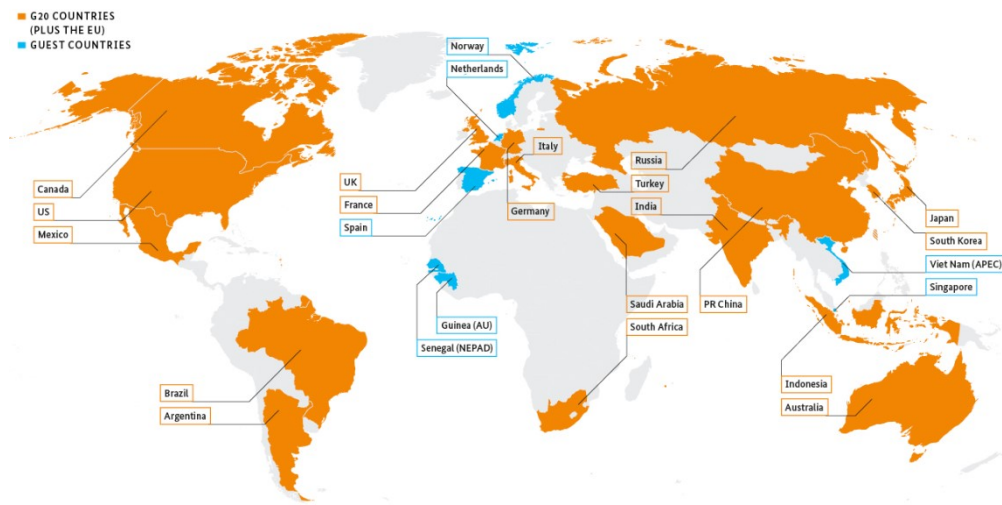 G20 COUNTRIES
(PLUS THE EU)
GUEST COUNTRIES
Norway
Netherlands
Italy
Russia
Canada
UK
Turkey
US
France
Germany
India
Japan
Mexico
Spain
South Korea
Viet Nam (APEC)
Singapore
Saudi Arabia
PR China
Guinea (AU)
South Africa
Senegal (NEPAD)
Indonesia
Brazil
Australia
Argentina